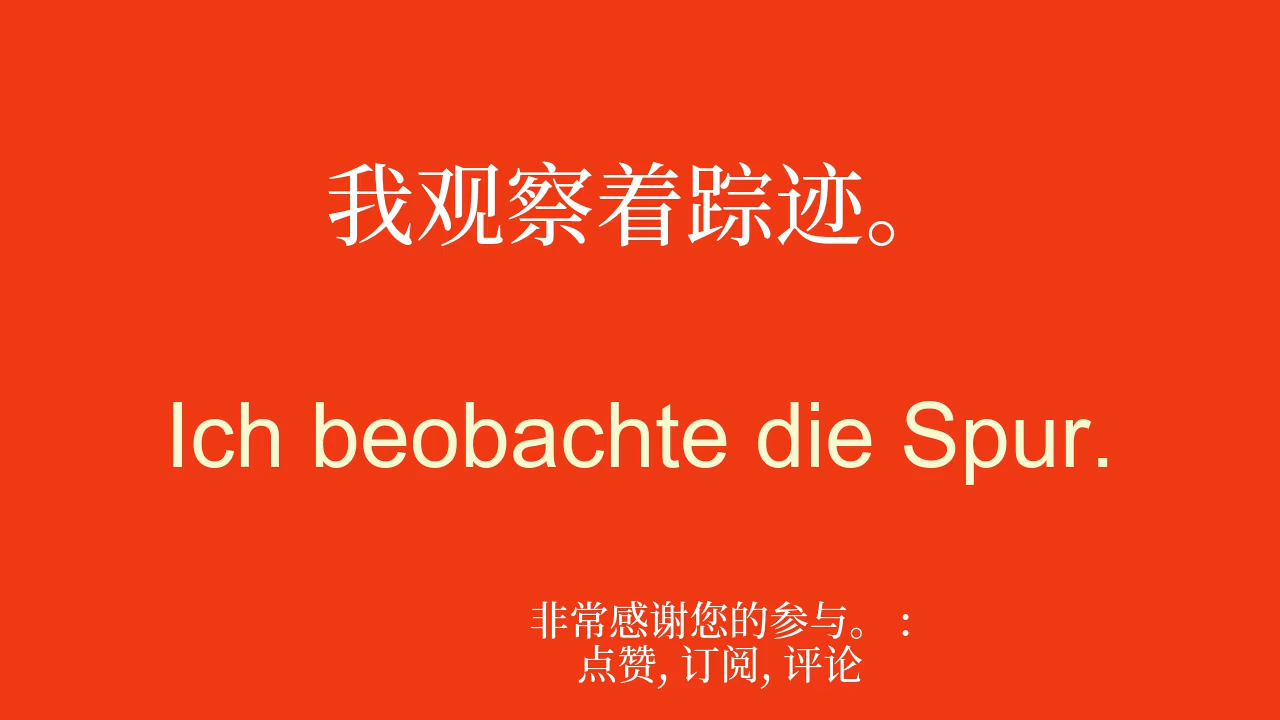 我观察着踪迹。
Ich beobachte die Spur.
非常感谢您的参与。 :
点赞, 订阅, 评论